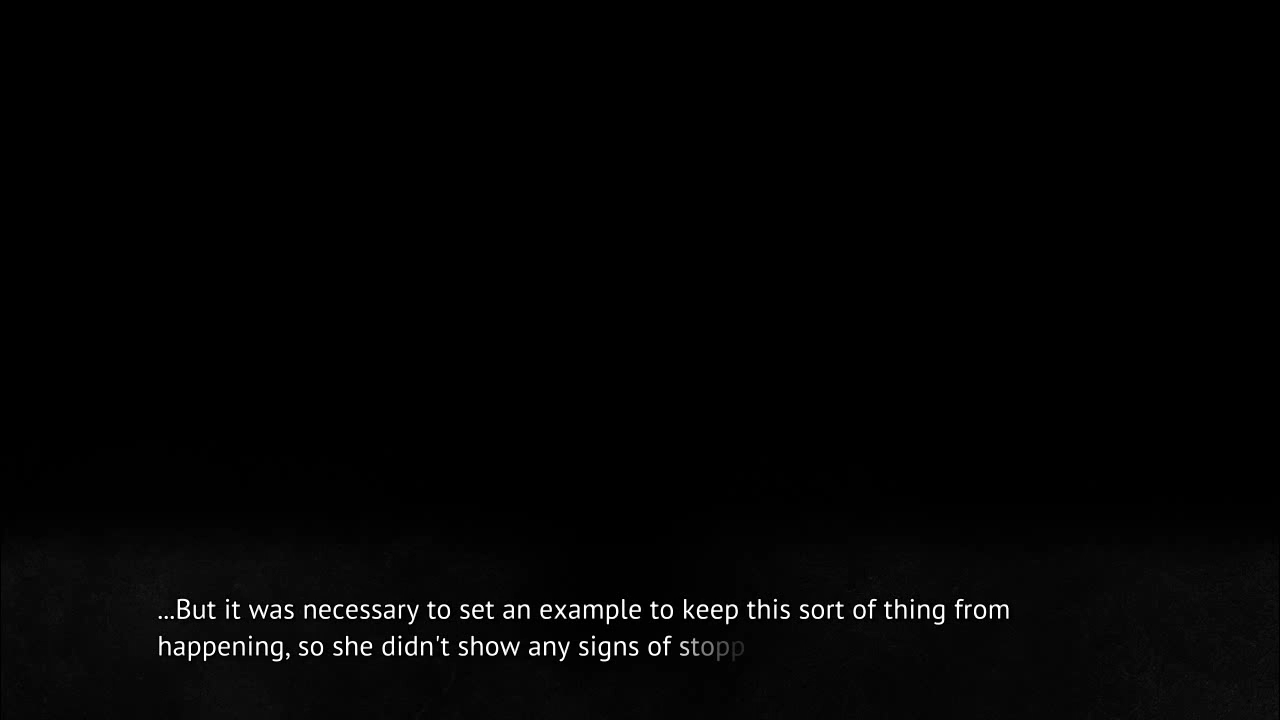 ...But it was necessary to set an example to keep this sort of thing from
happening, so she didn't show any signs of stopp